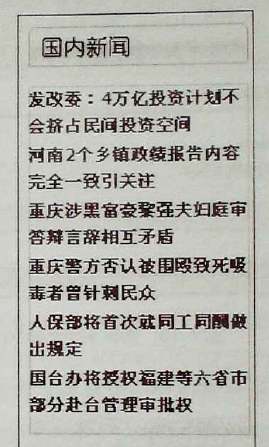 国内新闻
发改委：4万亿投资计划不
会挤占民间投资空间
河南2个乡镇政绩报告内容
完全一致引关注
重庆涉黑富豪黎强夫妇庭审
答辩言辞相互矛盾
重庆警方否认被围殴致死吸
毒者曾针刺民众
人保部将首次就同工同酬做
出规定
国台办将授权福建等六省市
部分赴台管理审批权